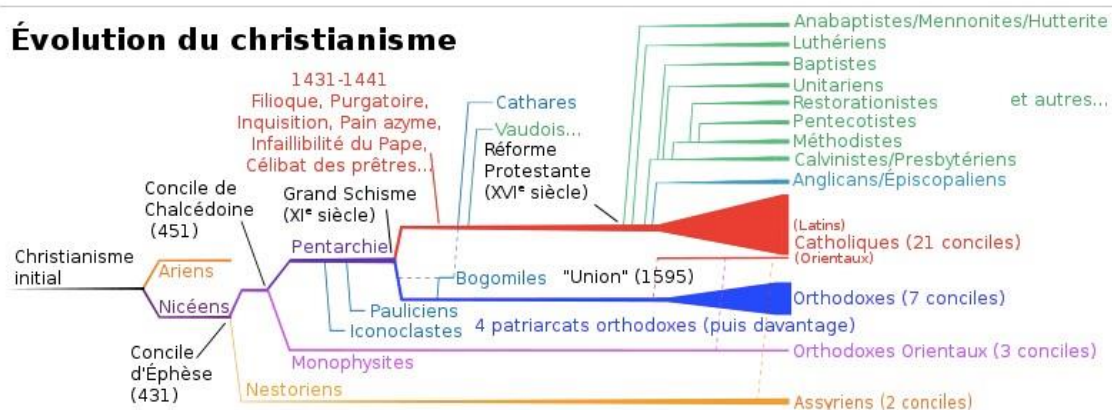 Évolution du christianisme
1431-1441
Filioque, Purgatoire,
Inquisition, Pain azyme,
Infaillibilité du Pape,
Célibat des prêtres...
Cathares
Vaudois...
Réforme
Protestante
(XVIᵉ siècle)
Concile de
Chalcédoine
(451)
Grand Schisme
(XIᵉ siècle)
Pentarchie
Christianisme
initial
Ariens
Nicéens
Bogomiles
"Union" (1595)
Pauliciens
Iconoclastes
4 patriarcats orthodoxes (puis davantage)
Concile
d'Éphèse
(431)
Monophysites
Nestoriens
Anabaptistes/Mennonites/Hutterite
Luthériens
Baptistes
Unitariens
Restorationistes
et autres...
Pentecotistes
Méthodistes
Calvinistes/Presbytériens
Anglicans/Épiscopaliens
(Latins)
Catholiques (21 conciles)
(Orientaux)
Orthodoxes (7 conciles)
Orthodoxes Orientaux (3 conciles)
Assyriens (2 conciles)